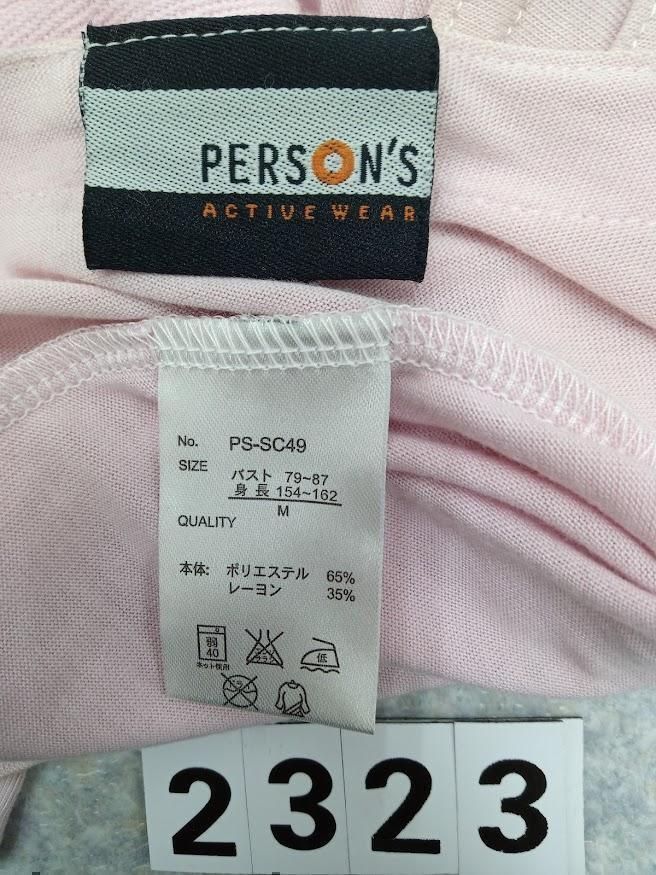 PERSON'S
ACTIVE WEAR
No. PS-SC49
SIZE
バスト 79~87
身長 154~162
M
QUALITY
本体: ポリエステル 65%
レーヨン 35%
弱
40
ネット使用
低
2323